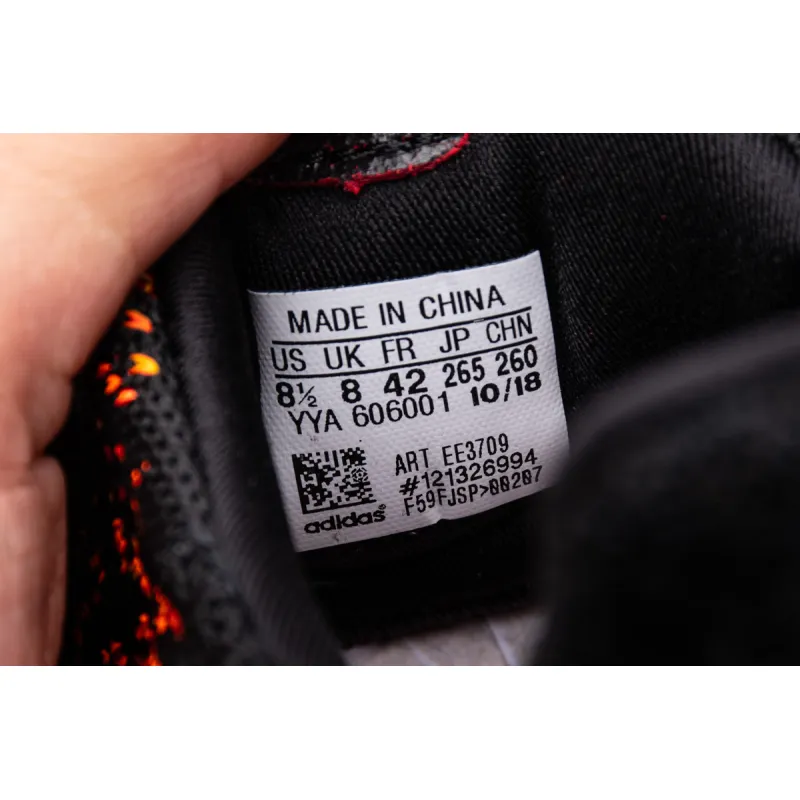 MADE IN CHINA
US UK FR JP CHN
8½ 8 42 265 260
YYA 606001 10/18
ART EE3709
#121326994
F59FJSP>00207
adidas